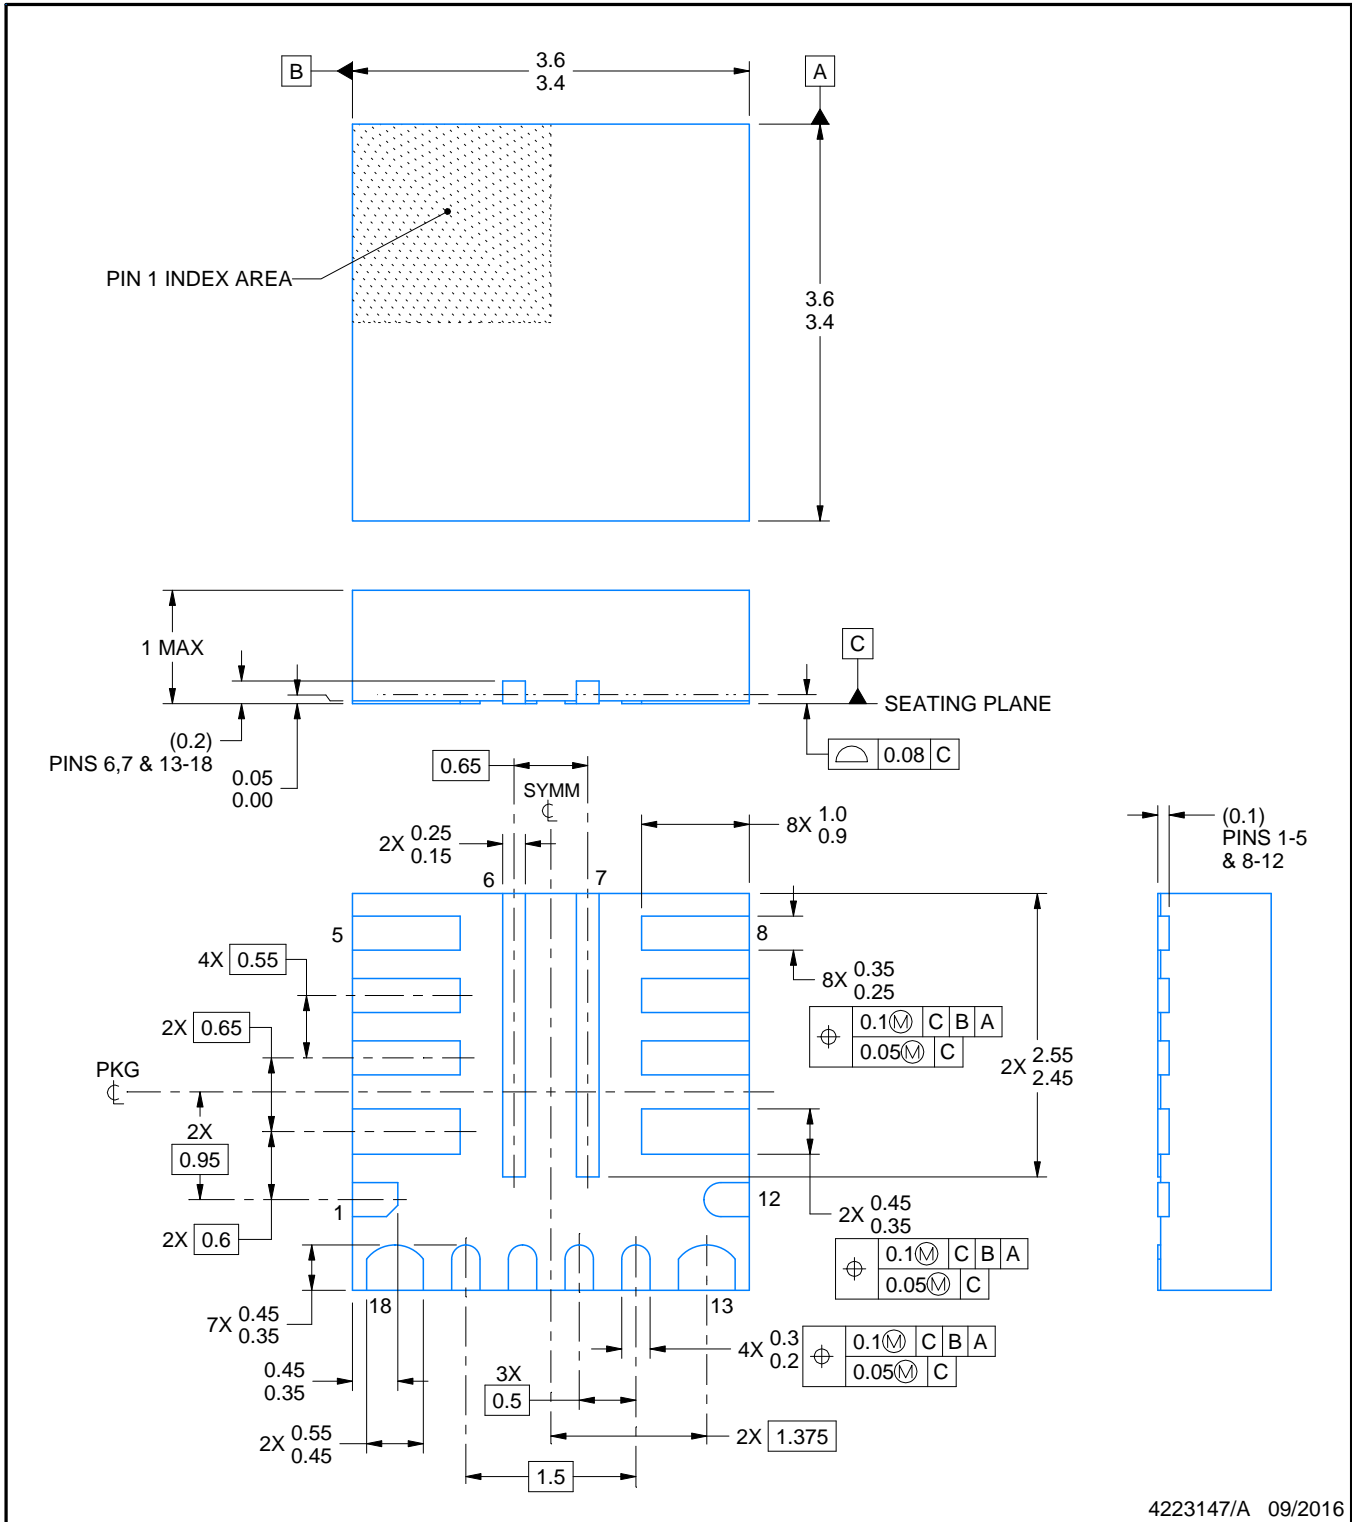 B
3.6
3.4
A
PIN 1 INDEX AREA
3.6
3.4
1 MAX
C
SEATING PLANE
(0.2)
PINS 6,7 & 13-18
0.05
0.00
0.08 C
0.65
SYMM
℄
2X 0.25
0.15
8X 1.0
0.9
(0.1)
PINS 1-5
& 8-12
6
7
5
8
4X 0.55
8X 0.35
0.25
0.1Ⓜ C B A
0.05Ⓜ C
2X 0.65
2X 2.55
2.45
PKG
℄
2X
0.95
1
12
2X 0.6
2X 0.45
0.35
0.1Ⓜ C B A
0.05Ⓜ C
18
13
7X 0.45
0.35
4X 0.3
0.2
0.1Ⓜ C B A
0.05Ⓜ C
0.45
0.35
3X
0.5
2X 0.55
0.45
2X 1.375
1.5
4223147/A 09/2016